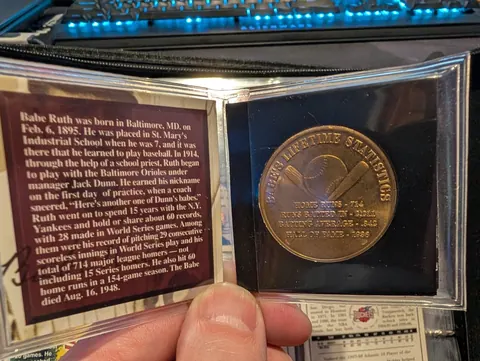 Babe Ruth was born in Baltimore, MD. on
Feb. 6, 1895. He was placed in St. Mary's
Industrial School when he was 7, and it was
there that he learned to play baseball. In 1914,
through the help of a school priest, Ruth began
to play with the Baltimore Orioles under
manager Jack Dunn. He earned his nickname
on the first day of practice, when a coach
sneered, "Here's another one of Dunn's babes."
Ruth went on to spend 15 years with the N.Y.
Yankees and hold or share about 60 records,
with 28 made in World Series games. Among
them were his record of pitching 29 consecutive
scoreless innings in World Series play and his
total of 714 major league homers — not
including 15 Series homers. He also hit 60
home runs in a 154-game season. The Babe
died Aug. 16, 1948.
BABE'S LIFETIME STATISTICS
HOME RUNS - 714
RUNS BATTED IN -
BATTING AVERAGE - .342
HALL OF FAME - 1936
games. He